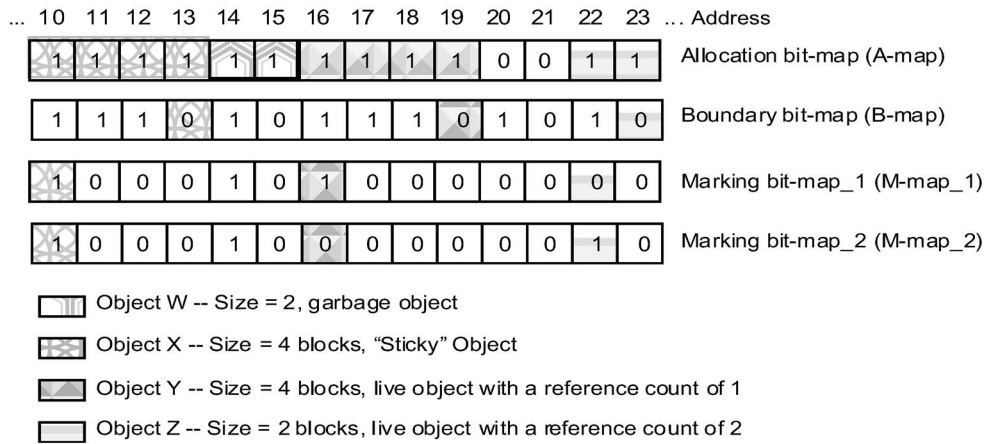 ... 10 11 12 13 14 15 16 17 18 19 20 21 22 23 ... Address
1 1 1 1 1 1 1 1 1 1 0 0 1 1 Allocation bit-map (A-map)
1 1 1 0 1 0 1 1 1 0 1 0 1 0 Boundary bit-map (B-map)
1 0 0 0 1 0 1 0 0 0 0 0 0 0 Marking bit-map_1 (M-map_1)
1 0 0 0 1 0 0 0 0 0 0 0 1 0 Marking bit-map_2 (M-map_2)
Object W -- Size = 2, garbage object
Object X -- Size = 4 blocks, “Sticky” Object
Object Y -- Size = 4 blocks, live object with a reference count of 1
Object Z -- Size = 2 blocks, live object with a reference count of 2